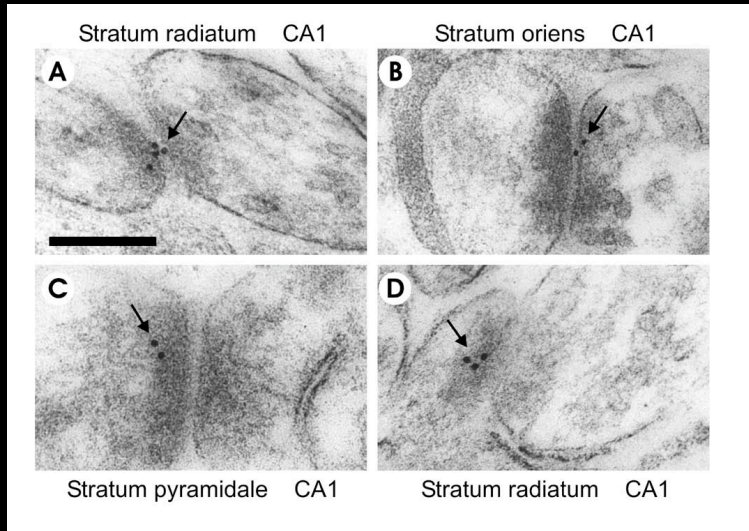 Stratum radiatum CA1
Stratum oriens CA1
A
B
C
D
Stratum pyramidale CA1
Stratum radiatum CA1